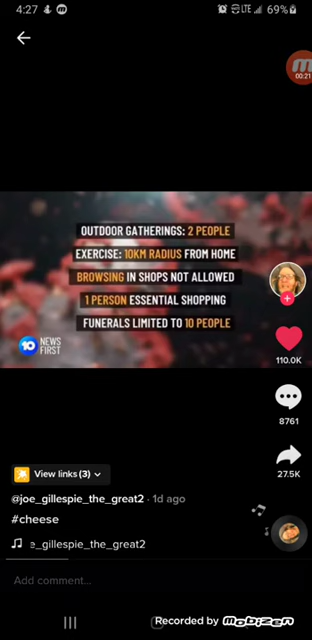 4:27
LTE
69%
00:21
OUTDOOR GATHERINGS: 2 PEOPLE
EXERCISE: 10KM RADIUS FROM HOME
BROWSING IN SHOPS NOT ALLOWED
1 PERSON ESSENTIAL SHOPPING
FUNERALS LIMITED TO 10 PEOPLE
10 NEWS
FIRST
110.0K
8761
27.5K
View links (3)
@joe_gillespie_the_great2 · 1d ago
#cheese
e_gillespie_the_great2
Add comment...
Recorded by mobizen